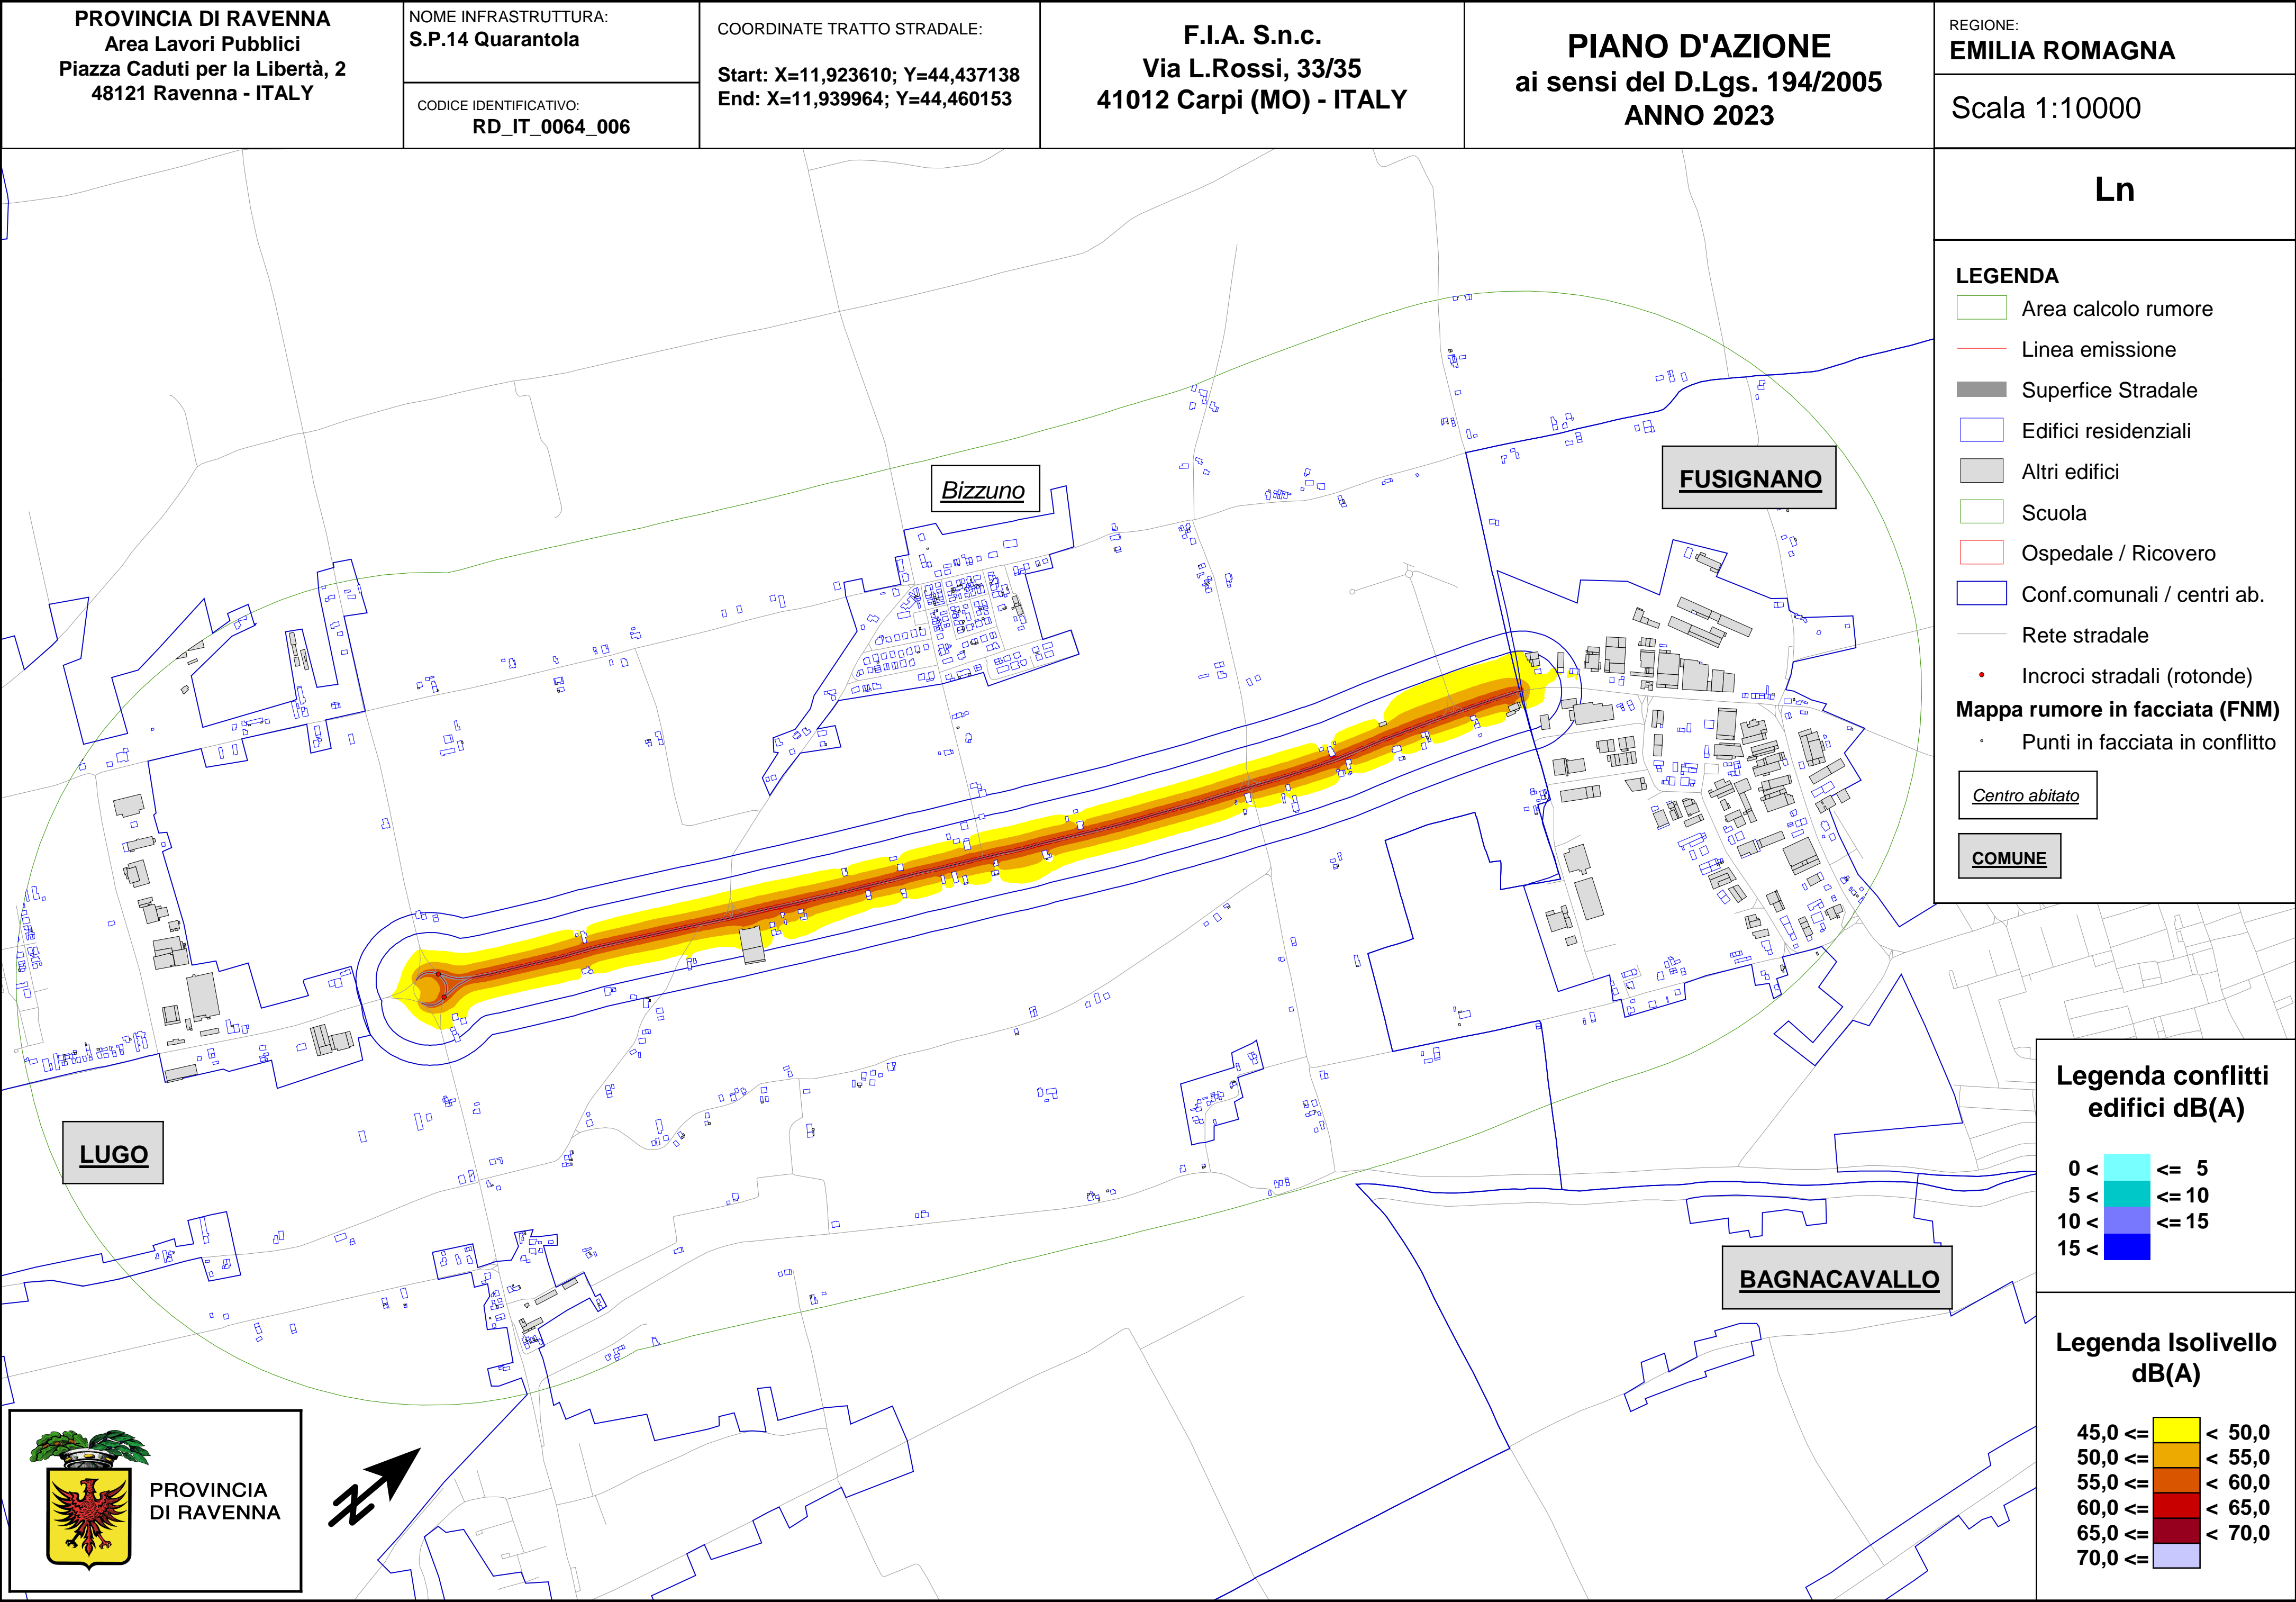 PROVINCIA DI RAVENNA
Area Lavori Pubblici
Piazza Caduti per la Libertà, 2
48121 Ravenna - ITALY
NOME INFRASTRUTTURA:
S.P.14 Quarantola
CODICE IDENTIFICATIVO:
RD_IT_0064_006
COORDINATE TRATTO STRADALE:
Start: X=11,923610; Y=44,437138
End: X=11,939964; Y=44,460153
F.I.A. S.n.c.
Via L.Rossi, 33/35
41012 Carpi (MO) - ITALY
PIANO D'AZIONE
ai sensi del D.Lgs. 194/2005
ANNO 2023
REGIONE:
EMILIA ROMAGNA
Scala 1:10000
Ln
LEGENDA
Area calcolo rumore
Linea emissione
Superfice Stradale
Edifici residenziali
Altri edifici
Scuola
Ospedale / Ricovero
Conf.comunali / centri ab.
Rete stradale
Incroci stradali (rotonde)
Mappa rumore in facciata (FNM)
Punti in facciata in conflitto
Centro abitato
COMUNE
Bizzuno
FUSIGNANO
LUGO
BAGNACAVALLO
Legenda conflitti
edifici dB(A)
0 < <= 5
5 < <= 10
10 < <= 15
15 <
Legenda Isolivello
dB(A)
45,0 <= < 50,0
50,0 <= < 55,0
55,0 <= < 60,0
60,0 <= < 65,0
65,0 <= < 70,0
70,0 <=
PROVINCIA
DI RAVENNA